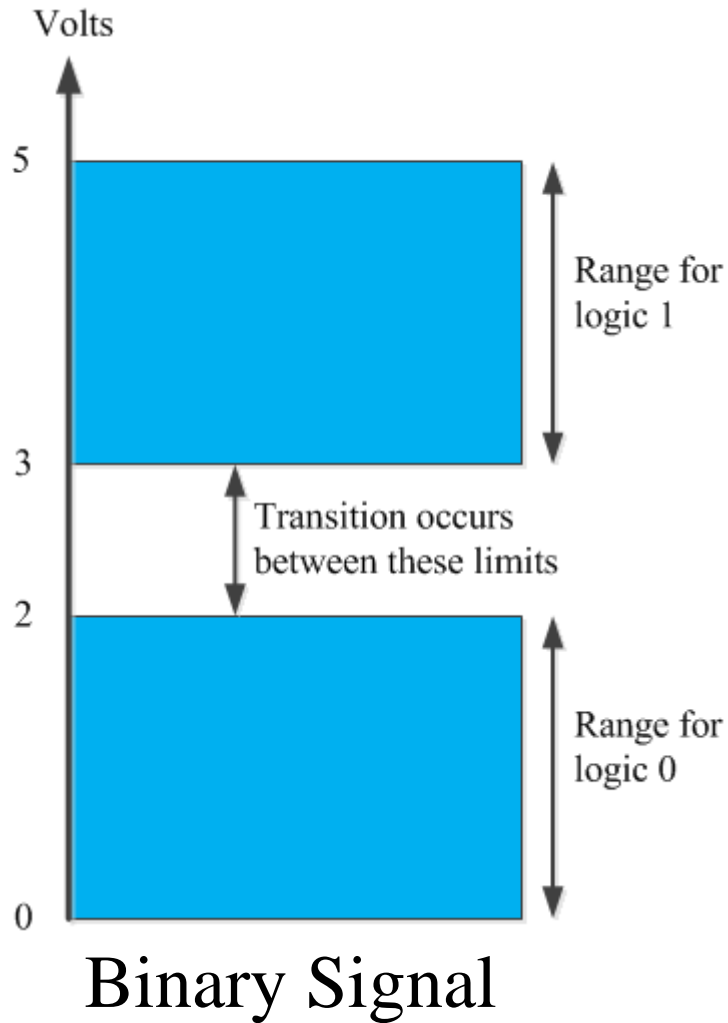 Volts
5
Range for
logic 1
3
Transition occurs
between these limits
2
Range for
logic 0
0
Binary Signal